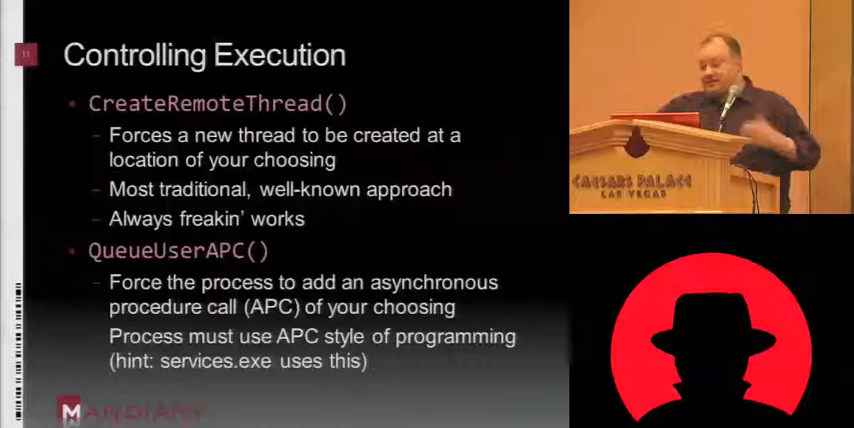 11
Controlling Execution
CreateRemoteThread()
– Forces a new thread to be created at a
location of your choosing
– Most traditional, well-known approach
– Always freakin' works
QueueUserAPC()
– Force the process to add an asynchronous
procedure call (APC) of your choosing
– Process must use APC style of programming
(hint: services.exe uses this)
MANDIANT
CAESARS PALACE
LAS VEGAS